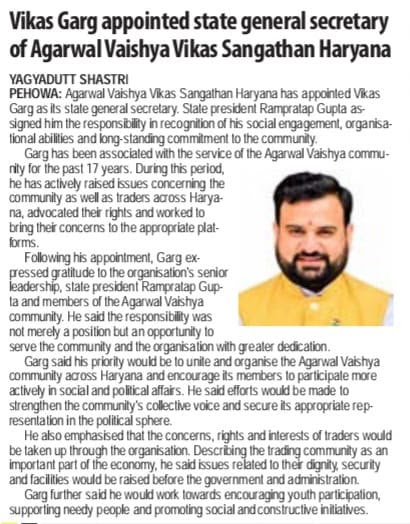 Vikas Garg appointed state general secretary
of Agarwal Vaishya Vikas Sangathan Haryana
YAGYADUTT SHASTRI
PEHOWA: Agarwal Vaishya Vikas Sangathan Haryana has appointed Vikas
Garg as its state general secretary. State president Rampratap Gupta as-
signed him the responsibility in recognition of his social engagement, organisa-
tional abilities and long-standing commitment to the community.
Garg has been associated with the service of the Agarwal Vaishya commu-
nity for the past 17 years. During this period,
he has actively raised issues concerning the
community as well as traders across Harya-
na, advocated their rights and worked to
bring their concerns to the appropriate plat-
forms.
Following his appointment, Garg ex-
pressed gratitude to the organisation's senior
leadership, state president Rampratap Gup-
ta and members of the Agarwal Vaishya
community. He said the responsibility was
not merely a position but an opportunity to
serve the community and the organisation with greater dedication.
Garg said his priority would be to unite and organise the Agarwal Vaishya
community across Haryana and encourage its members to participate more
actively in social and political affairs. He said efforts would be made to
strengthen the community's collective voice and secure its appropriate rep-
resentation in the political sphere.
He also emphasised that the concerns, rights and interests of traders would
be taken up through the organisation. Describing the trading community as an
important part of the economy, he said issues related to their dignity, security
and facilities would be raised before the government and administration.
Garg further said he would work towards encouraging youth participation,
supporting needy people and promoting social and constructive initiatives.